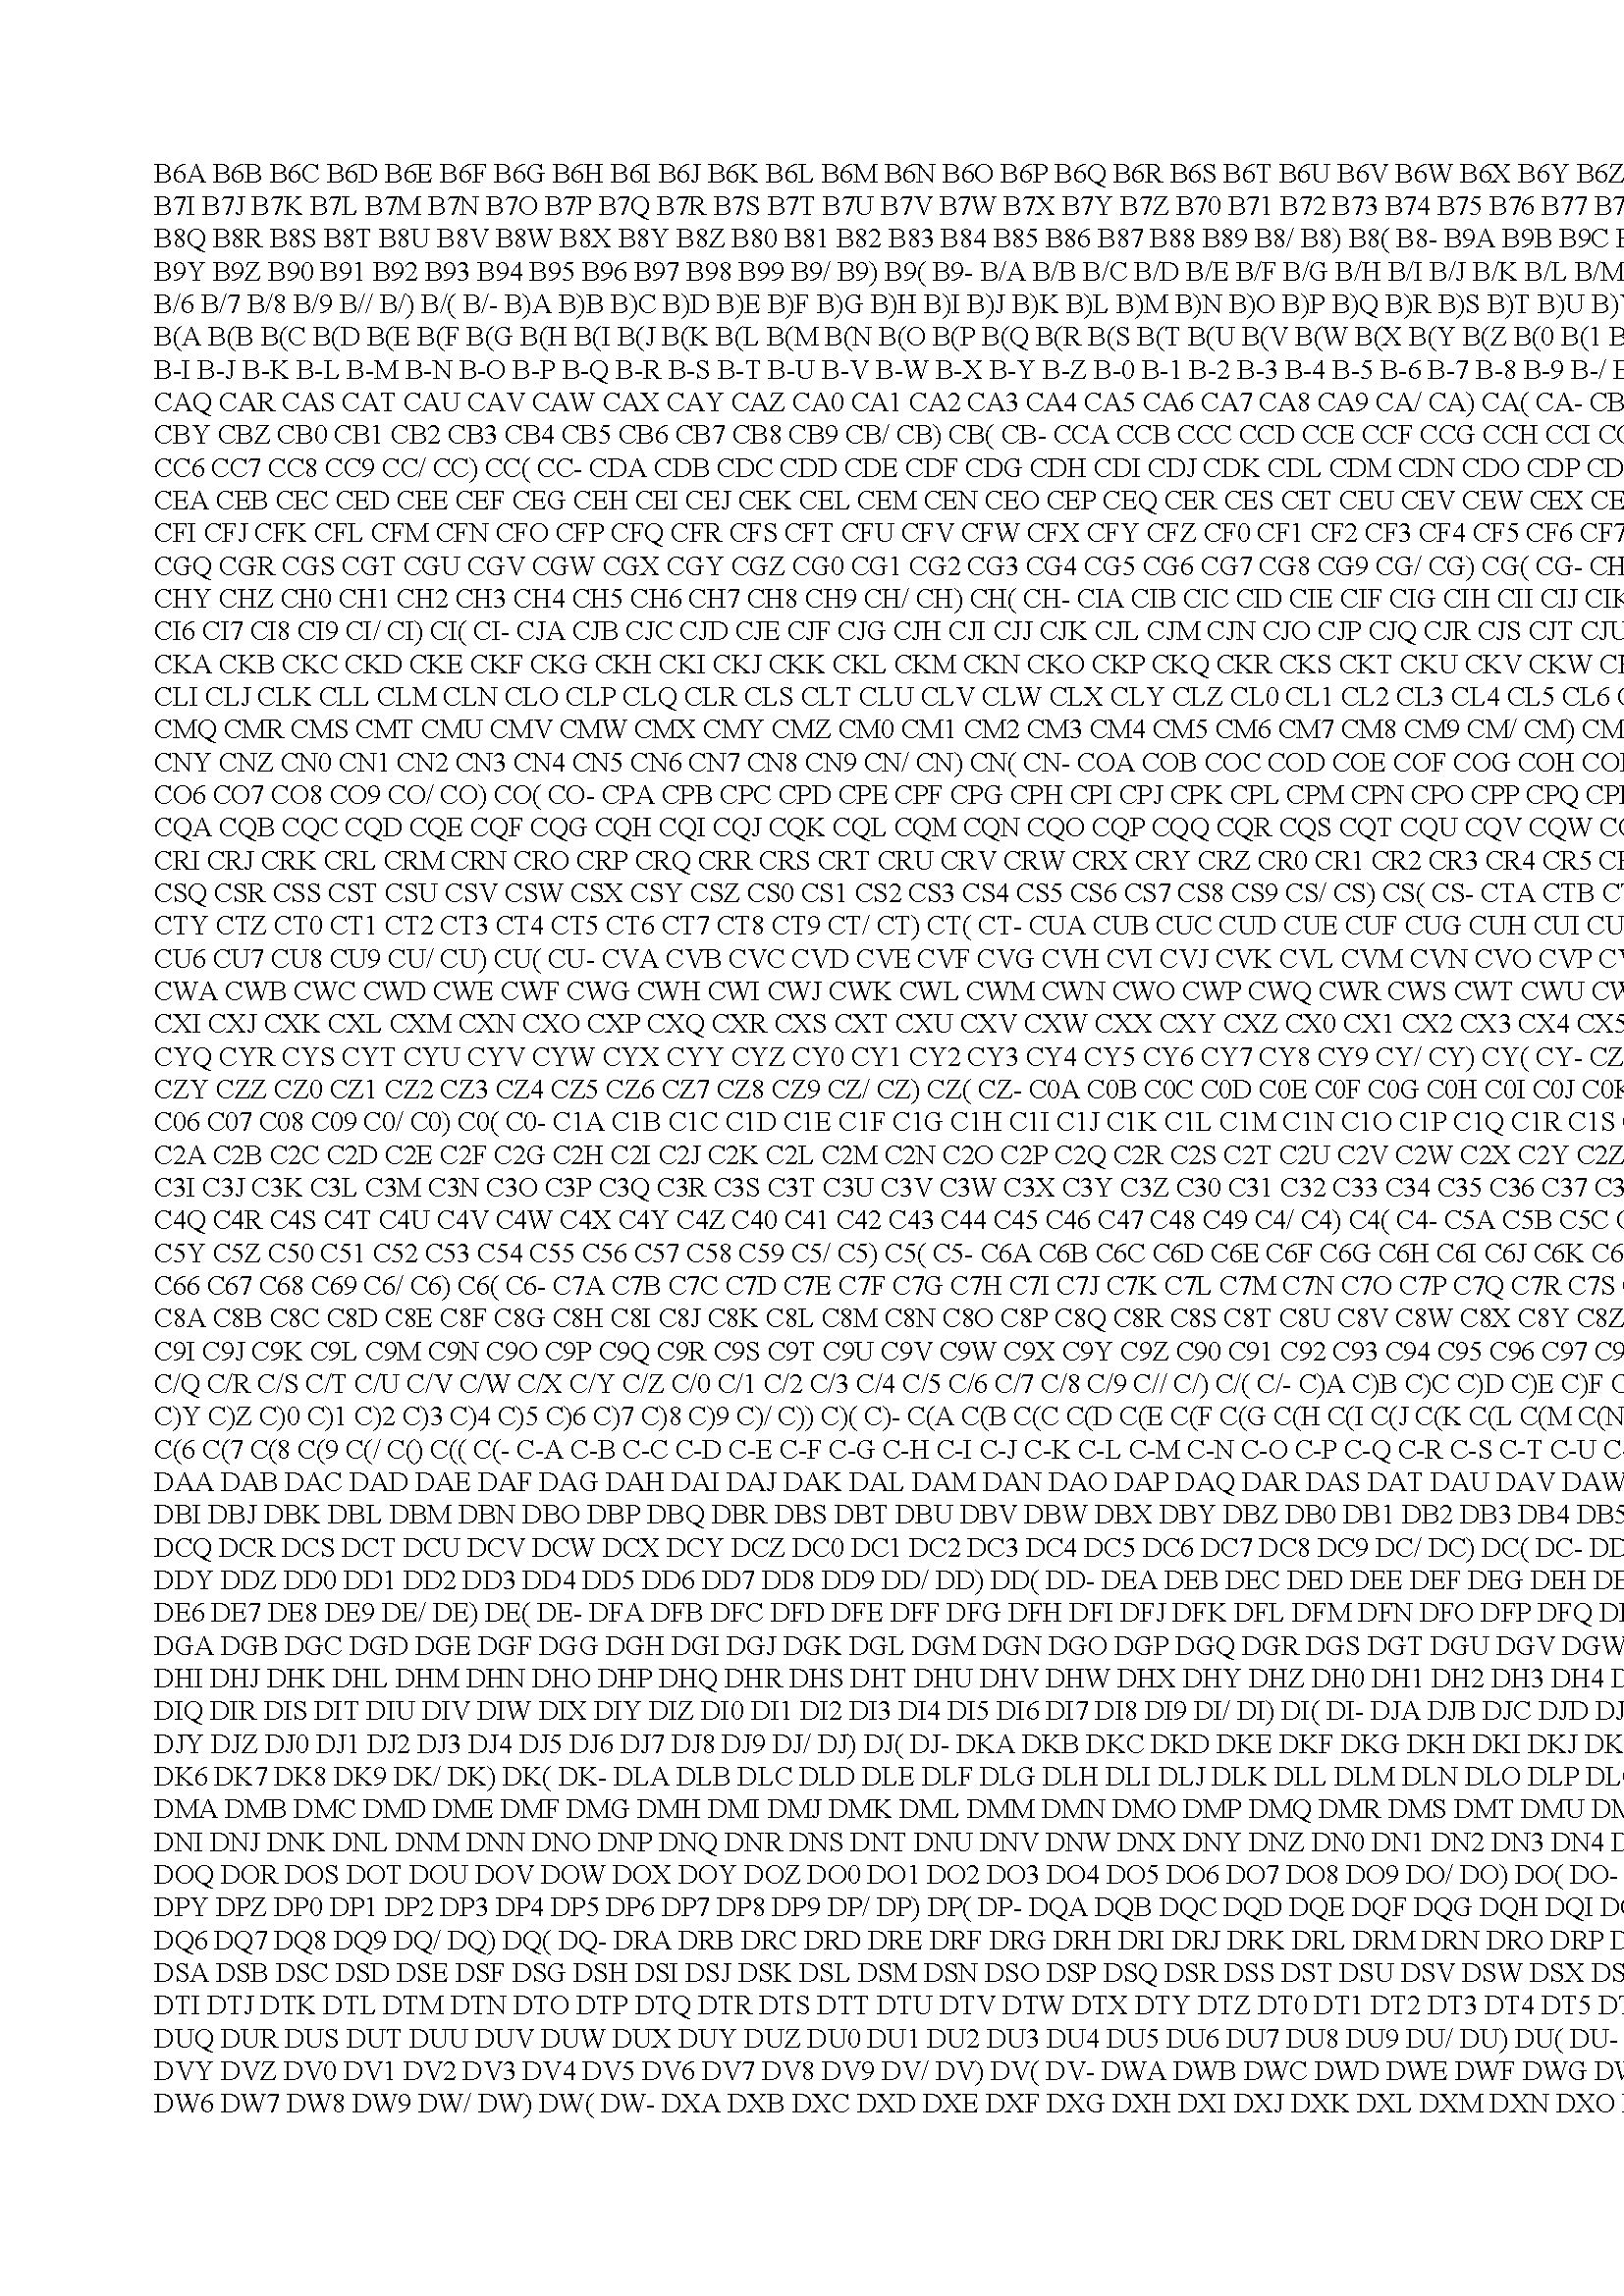 B6A B6B B6C B6D B6E B6F B6G B6H B6I B6J B6K B6L B6M B6N B6O B6P B6Q B6R B6S B6T B6U B6V B6W B6X B6Y B6Z
B7I B7J B7K B7L B7M B7N B7O B7P B7Q B7R B7S B7T B7U B7V B7W B7X B7Y B7Z B70 B71 B72 B73 B74 B75 B76 B77
B8Q B8R B8S B8T B8U B8V B8W B8X B8Y B8Z B80 B81 B82 B83 B84 B85 B86 B87 B88 B89 B8/ B8) B8( B8- B9A B9B B9C
B9Y B9Z B90 B91 B92 B93 B94 B95 B96 B97 B98 B99 B9/ B9) B9( B9- B/A B/B B/C B/D B/E B/F B/G B/H B/I B/J B/K B/L B/M
B/6 B/7 B/8 B/9 B// B/) B/( B/- B)A B)B B)C B)D B)E B)F B)G B)H B)I B)J B)K B)L B)M B)N B)O B)P B)Q B)R B)S B)T B)U
B(A B(B B(C B(D B(E B(F B(G B(H B(I B(J B(K B(L B(M B(N B(O B(P B(Q B(R B(S B(T B(U B(V B(W B(X B(Y B(Z B(0 B(1
B-I B-J B-K B-L B-M B-N B-O B-P B-Q B-R B-S B-T B-U B-V B-W B-X B-Y B-Z B-0 B-1 B-2 B-3 B-4 B-5 B-6 B-7 B-8 B-9 B-/
CAQ CAR CAS CAT CAU CAV CAW CAX CAY CAZ CA0 CA1 CA2 CA3 CA4 CA5 CA6 CA7 CA8 CA9 CA/ CA) CA( CA- CB
CBY CBZ CB0 CB1 CB2 CB3 CB4 CB5 CB6 CB7 CB8 CB9 CB/ CB) CB( CB- CCA CCB CCC CCD CCE CCF CCG CCH CCI
CC6 CC7 CC8 CC9 CC/ CC) CC( CC- CDA CDB CDC CDD CDE CDF CDG CDH CDI CDJ CDK CDL CDM CDN CDO CDP CD
CEA CEB CEC CED CEE CEF CEG CEH CEI CEJ CEK CEL CEM CEN CEO CEP CEQ CER CES CET CEU CEV CEW CEX CE
CFI CFJ CFK CFL CFM CFN CFO CFP CFQ CFR CFS CFT CFU CFV CFW CFX CFY CFZ CF0 CF1 CF2 CF3 CF4 CF5 CF6 CF7
CGQ CGR CGS CGT CGU CGV CGW CGX CGY CGZ CG0 CG1 CG2 CG3 CG4 CG5 CG6 CG7 CG8 CG9 CG/ CG) CG( CG- CH
CHY CHZ CH0 CH1 CH2 CH3 CH4 CH5 CH6 CH7 CH8 CH9 CH/ CH) CH( CH- CIA CIB CIC CID CIE CIF CIG CIH CII CIJ CIK
CI6 CI7 CI8 CI9 CI/ CI) CI( CI- CJA CJB CJC CJD CJE CJF CJG CJH CJI CJJ CJK CJL CJM CJN CJO CJP CJQ CJR CJS CJT CJU
CKA CKB CKC CKD CKE CKF CKG CKH CKI CKJ CKK CKL CKM CKN CKO CKP CKQ CKR CKS CKT CKU CKV CKW
CLI CLJ CLK CLL CLM CLN CLO CLP CLQ CLR CLS CLT CLU CLV CLW CLX CLY CLZ CL0 CL1 CL2 CL3 CL4 CL5 CL6
CMQ CMR CMS CMT CMU CMV CMW CMX CMY CMZ CM0 CM1 CM2 CM3 CM4 CM5 CM6 CM7 CM8 CM9 CM/ CM) CM
CNY CNZ CN0 CN1 CN2 CN3 CN4 CN5 CN6 CN7 CN8 CN9 CN/ CN) CN( CN- COA COB COC COD COE COF COG COH COI
CO6 CO7 CO8 CO9 CO/ CO) CO( CO- CPA CPB CPC CPD CPE CPF CPG CPH CPI CPJ CPK CPL CPM CPN CPO CPP CPQ
CQA CQB CQC CQD CQE CQF CQG CQH CQI CQJ CQK CQL CQM CQN CQO CQP CQQ CQR CQS CQT CQU CQV CQW
CRI CRJ CRK CRL CRM CRN CRO CRP CRQ CRR CRS CRT CRU CRV CRW CRX CRY CRZ CR0 CR1 CR2 CR3 CR4 CR5
CSQ CSR CSS CST CSU CSV CSW CSX CSY CSZ CS0 CS1 CS2 CS3 CS4 CS5 CS6 CS7 CS8 CS9 CS/ CS) CS( CS- CTA CTB
CTY CTZ CT0 CT1 CT2 CT3 CT4 CT5 CT6 CT7 CT8 CT9 CT/ CT) CT( CT- CUA CUB CUC CUD CUE CUF CUG CUH CUI CU
CU6 CU7 CU8 CU9 CU/ CU) CU( CU- CVA CVB CVC CVD CVE CVF CVG CVH CVI CVJ CVK CVL CVM CVN CVO CVP
CWA CWB CWC CWD CWE CWF CWG CWH CWI CWJ CWK CWL CWM CWN CWO CWP CWQ CWR CWS CWT CWU
CXI CXJ CXK CXL CXM CXN CXO CXP CXQ CXR CXS CXT CXU CXV CXW CXX CXY CXZ CX0 CX1 CX2 CX3 CX4 CX5
CYQ CYR CYS CYT CYU CYV CYW CYX CYY CYZ CY0 CY1 CY2 CY3 CY4 CY5 CY6 CY7 CY8 CY9 CY/ CY) CY( CY- CZ
CZY CZZ CZ0 CZ1 CZ2 CZ3 CZ4 CZ5 CZ6 CZ7 CZ8 CZ9 CZ/ CZ) CZ( CZ- C0A C0B C0C C0D C0E C0F C0G C0H C0I C0J C0K
C06 C07 C08 C09 C0/ C0) C0( C0- C1A C1B C1C C1D C1E C1F C1G C1H C1I C1J C1K C1L C1M C1N C1O C1P C1Q C1R C1S
C2A C2B C2C C2D C2E C2F C2G C2H C2I C2J C2K C2L C2M C2N C2O C2P C2Q C2R C2S C2T C2U C2V C2W C2X C2Y C2Z
C3I C3J C3K C3L C3M C3N C3O C3P C3Q C3R C3S C3T C3U C3V C3W C3X C3Y C3Z C30 C31 C32 C33 C34 C35 C36 C37 C3
C4Q C4R C4S C4T C4U C4V C4W C4X C4Y C4Z C40 C41 C42 C43 C44 C45 C46 C47 C48 C49 C4/ C4) C4( C4- C5A C5B C5C
C5Y C5Z C50 C51 C52 C53 C54 C55 C56 C57 C58 C59 C5/ C5) C5( C5- C6A C6B C6C C6D C6E C6F C6G C6H C6I C6J C6K C6
C66 C67 C68 C69 C6/ C6) C6( C6- C7A C7B C7C C7D C7E C7F C7G C7H C7I C7J C7K C7L C7M C7N C7O C7P C7Q C7R C7S
C8A C8B C8C C8D C8E C8F C8G C8H C8I C8J C8K C8L C8M C8N C8O C8P C8Q C8R C8S C8T C8U C8V C8W C8X C8Y C8Z
C9I C9J C9K C9L C9M C9N C9O C9P C9Q C9R C9S C9T C9U C9V C9W C9X C9Y C9Z C90 C91 C92 C93 C94 C95 C96 C97 C9
C/Q C/R C/S C/T C/U C/V C/W C/X C/Y C/Z C/0 C/1 C/2 C/3 C/4 C/5 C/6 C/7 C/8 C/9 C// C/) C/( C/- C)A C)B C)C C)D C)E C)F
C)Y C)Z C)0 C)1 C)2 C)3 C)4 C)5 C)6 C)7 C)8 C)9 C)/ C)) C)( C)- C(A C(B C(C C(D C(E C(F C(G C(H C(I C(J C(K C(L C(M C(N
C(6 C(7 C(8 C(9 C(/ C() C(( C(- C-A C-B C-C C-D C-E C-F C-G C-H C-I C-J C-K C-L C-M C-N C-O C-P C-Q C-R C-S C-T C-U
DAA DAB DAC DAD DAE DAF DAG DAH DAI DAJ DAK DAL DAM DAN DAO DAP DAQ DAR DAS DAT DAU DAV DAW
DBI DBJ DBK DBL DBM DBN DBO DBP DBQ DBR DBS DBT DBU DBV DBW DBX DBY DBZ DB0 DB1 DB2 DB3 DB4 DB5
DCQ DCR DCS DCT DCU DCV DCW DCX DCY DCZ DC0 DC1 DC2 DC3 DC4 DC5 DC6 DC7 DC8 DC9 DC/ DC) DC( DC- DD
DDY DDZ DD0 DD1 DD2 DD3 DD4 DD5 DD6 DD7 DD8 DD9 DD/ DD) DD( DD- DEA DEB DEC DED DEE DEF DEG DEH
DE6 DE7 DE8 DE9 DE/ DE) DE( DE- DFA DFB DFC DFD DFE DFF DFG DFH DFI DFJ DFK DFL DFM DFN DFO DFP DFQ
DGA DGB DGC DGD DGE DGF DGG DGH DGI DGJ DGK DGL DGM DGN DGO DGP DGQ DGR DGS DGT DGU DGV DGW
DHI DHJ DHK DHL DHM DHN DHO DHP DHQ DHR DHS DHT DHU DHV DHW DHX DHY DHZ DH0 DH1 DH2 DH3 DH4
DIQ DIR DIS DIT DIU DIV DIW DIX DIY DIZ DI0 DI1 DI2 DI3 DI4 DI5 DI6 DI7 DI8 DI9 DI/ DI) DI( DI- DJA DJB DJC DJD DJ
DJY DJZ DJ0 DJ1 DJ2 DJ3 DJ4 DJ5 DJ6 DJ7 DJ8 DJ9 DJ/ DJ) DJ( DJ- DKA DKB DKC DKD DKE DKF DKG DKH DKI DKJ DK
DK6 DK7 DK8 DK9 DK/ DK) DK( DK- DLA DLB DLC DLD DLE DLF DLG DLH DLI DLJ DLK DLL DLM DLN DLO DLP
DMA DMB DMC DMD DME DMF DMG DMH DMI DMJ DMK DML DMM DMN DMO DMP DMQ DMR DMS DMT DMU
DNI DNJ DNK DNL DNM DNN DNO DNP DNQ DNR DNS DNT DNU DNV DNW DNX DNY DNZ DN0 DN1 DN2 DN3 DN4
DOQ DOR DOS DOT DOU DOV DOW DOX DOY DOZ DO0 DO1 DO2 DO3 DO4 DO5 DO6 DO7 DO8 DO9 DO/ DO) DO( DO-
DPY DPZ DP0 DP1 DP2 DP3 DP4 DP5 DP6 DP7 DP8 DP9 DP/ DP) DP( DP- DQA DQB DQC DQD DQE DQF DQG DQH DQI
DQ6 DQ7 DQ8 DQ9 DQ/ DQ) DQ( DQ- DRA DRB DRC DRD DRE DRF DRG DRH DRI DRJ DRK DRL DRM DRN DRO DRP
DSA DSB DSC DSD DSE DSF DSG DSH DSI DSJ DSK DSL DSM DSN DSO DSP DSQ DSR DSS DST DSU DSV DSW DSX DS
DTI DTJ DTK DTL DTM DTN DTO DTP DTQ DTR DTS DTT DTU DTV DTW DTX DTY DTZ DT0 DT1 DT2 DT3 DT4 DT5
DUQ DUR DUS DUT DUU DUV DUW DUX DUY DUZ DU0 DU1 DU2 DU3 DU4 DU5 DU6 DU7 DU8 DU9 DU/ DU) DU( DU-
DVY DVZ DV0 DV1 DV2 DV3 DV4 DV5 DV6 DV7 DV8 DV9 DV/ DV) DV( DV- DWA DWB DWC DWD DWE DWF DWG
DW6 DW7 DW8 DW9 DW/ DW) DW( DW- DXA DXB DXC DXD DXE DXF DXG DXH DXI DXJ DXK DXL DXM DXN DXO